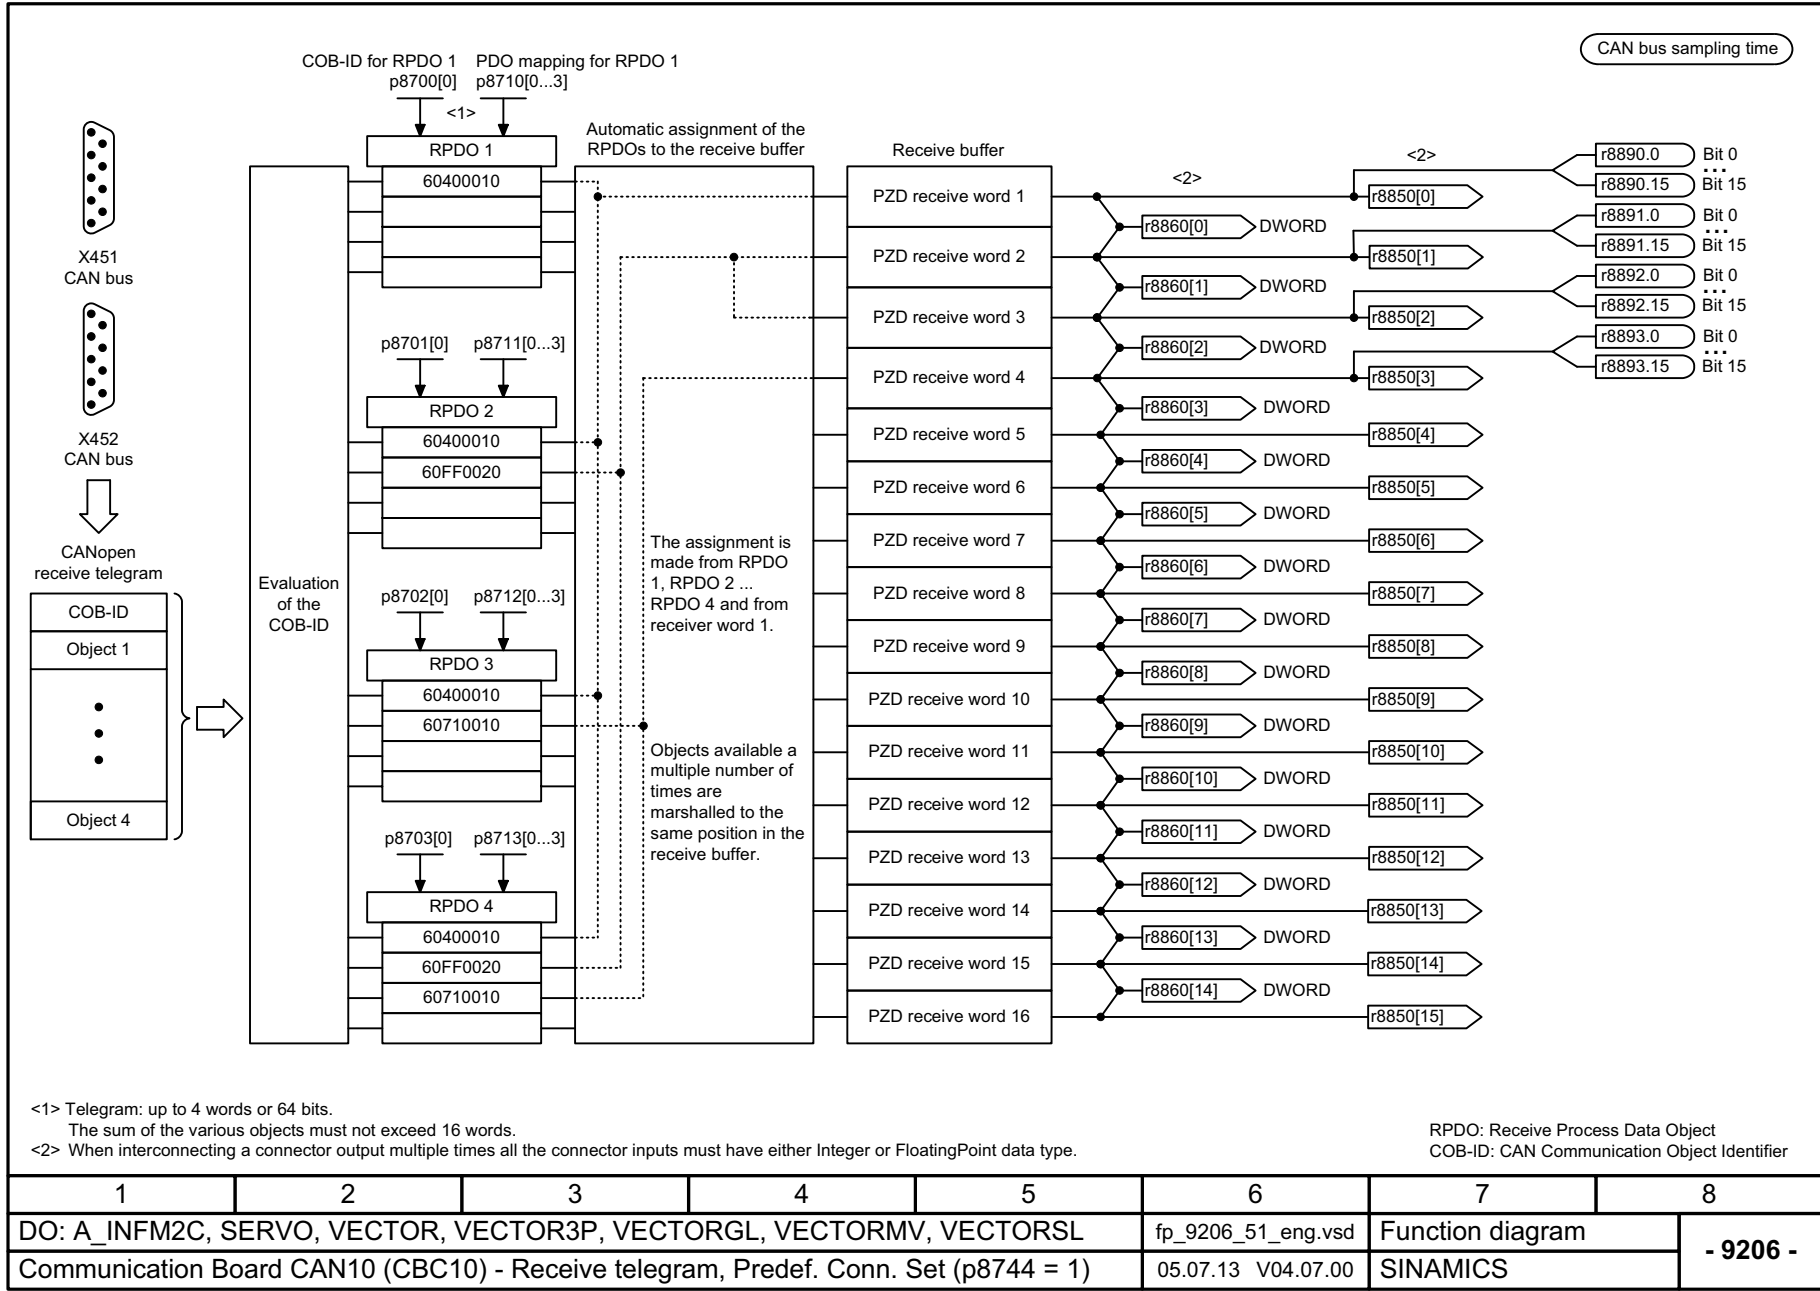 CAN bus sampling time
COB-ID for RPDO 1
p8700[0]
PDO mapping for RPDO 1
p8710[0...3]
<1>
X451
CAN bus
X452
CAN bus
CANopen
receive telegram
COB-ID
Object 1
Object 4
Evaluation
of the
COB-ID
RPDO 1
60400010
p8701[0]
p8711[0...3]
RPDO 2
60400010
60FF0020
p8702[0]
p8712[0...3]
RPDO 3
60400010
60710010
p8703[0]
p8713[0...3]
RPDO 4
60400010
60FF0020
60710010
Automatic assignment of the
RPDOs to the receive buffer
The assignment is
made from RPDO
1, RPDO 2 ...
RPDO 4 and from
receiver word 1.
Objects available a
multiple number of
times are
marshalled to the
same position in the
receive buffer.
Receive buffer
PZD receive word 1
PZD receive word 2
PZD receive word 3
PZD receive word 4
PZD receive word 5
PZD receive word 6
PZD receive word 7
PZD receive word 8
PZD receive word 9
PZD receive word 10
PZD receive word 11
PZD receive word 12
PZD receive word 13
PZD receive word 14
PZD receive word 15
PZD receive word 16
<2>
r8860[0] DWORD
r8860[1] DWORD
r8860[2] DWORD
r8860[3] DWORD
r8860[4] DWORD
r8860[5] DWORD
r8860[6] DWORD
r8860[7] DWORD
r8860[8] DWORD
r8860[9] DWORD
r8860[10] DWORD
r8860[11] DWORD
r8860[12] DWORD
r8860[13] DWORD
r8860[14] DWORD
<2>
r8850[0]
r8850[1]
r8850[2]
r8850[3]
r8850[4]
r8850[5]
r8850[6]
r8850[7]
r8850[8]
r8850[9]
r8850[10]
r8850[11]
r8850[12]
r8850[13]
r8850[14]
r8850[15]
r8890.0 Bit 0
...
r8890.15 Bit 15
r8891.0 Bit 0
...
r8891.15 Bit 15
r8892.0 Bit 0
...
r8892.15 Bit 15
r8893.0 Bit 0
...
r8893.15 Bit 15
<1> Telegram: up to 4 words or 64 bits.
The sum of the various objects must not exceed 16 words.
<2> When interconnecting a connector output multiple times all the connector inputs must have either Integer or FloatingPoint data type.
RPDO: Receive Process Data Object
COB-ID: CAN Communication Object Identifier
1 2 3 4 5 6 7 8
DO: A_INFM2C, SERVO, VECTOR, VECTOR3P, VECTORGL, VECTORMV, VECTORSL
fp_9206_51_eng.vsd
Function diagram
- 9206 -
Communication Board CAN10 (CBC10) - Receive telegram, Predef. Conn. Set (p8744 = 1)
05.07.13 V04.07.00
SINAMICS